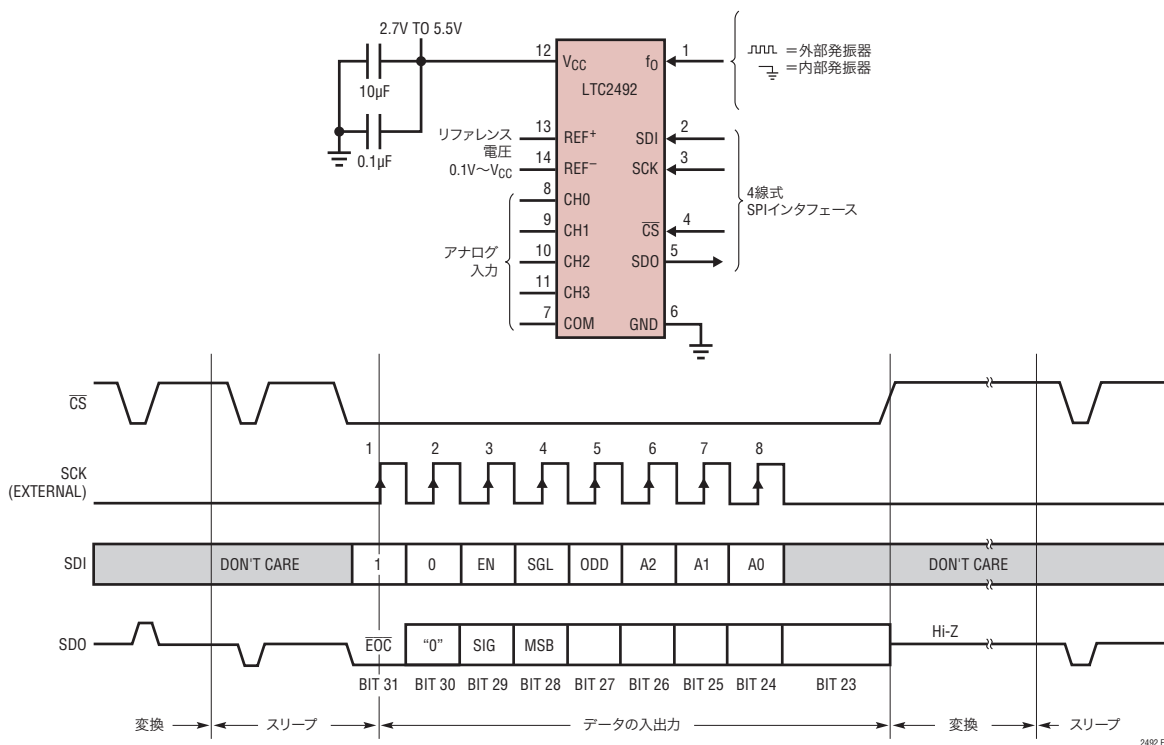 2.7V TO 5.5V
10µF
0.1µF
12
VCC
fO
1
LTC2492
=外部発振器
=内部発振器
リファレンス
電圧
0.1V〜VCC
13
REF+
14
REF−
SDI
2
SCK
3
8
CH0
9
CH1
CS
4
10
CH2
SDO
5
11
CH3
7
COM
GND
6
アナログ
入力
4線式
SPIインタフェース
CS
1 2 3 4 5 6 7 8
SCK
(EXTERNAL)
SDI
DON'T CARE 1 0 EN SGL ODD A2 A1 A0 DON'T CARE
SDO
EOC "0" SIG MSB Hi-Z
BIT 31 BIT 30 BIT 29 BIT 28 BIT 27 BIT 26 BIT 25 BIT 24 BIT 23
変換 スリープ データの入出力 変換 スリープ